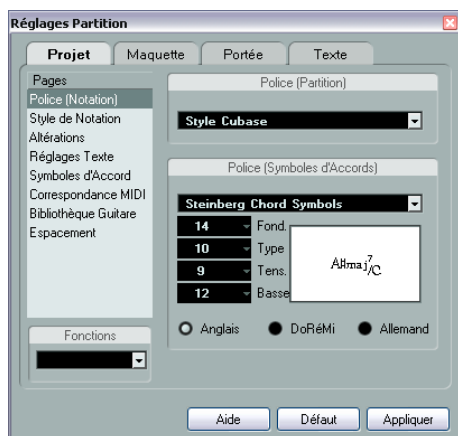 Réglages Partition
Projet
Maquette
Portée
Texte
Pages
Police (Notation)
Style de Notation
Altérations
Réglages Texte
Symboles d'Accord
Correspondance MIDI
Bibliothèque Guitare
Espacement
Fonctions
Police (Partition)
Style Cubase
Police (Symboles d'Accords)
Steinberg Chord Symbols
14 Fond.
10 Type
9 Tens.
12 Basse
A#maj7/C
Anglais DoRéMi Allemand
Aide Défaut Appliquer